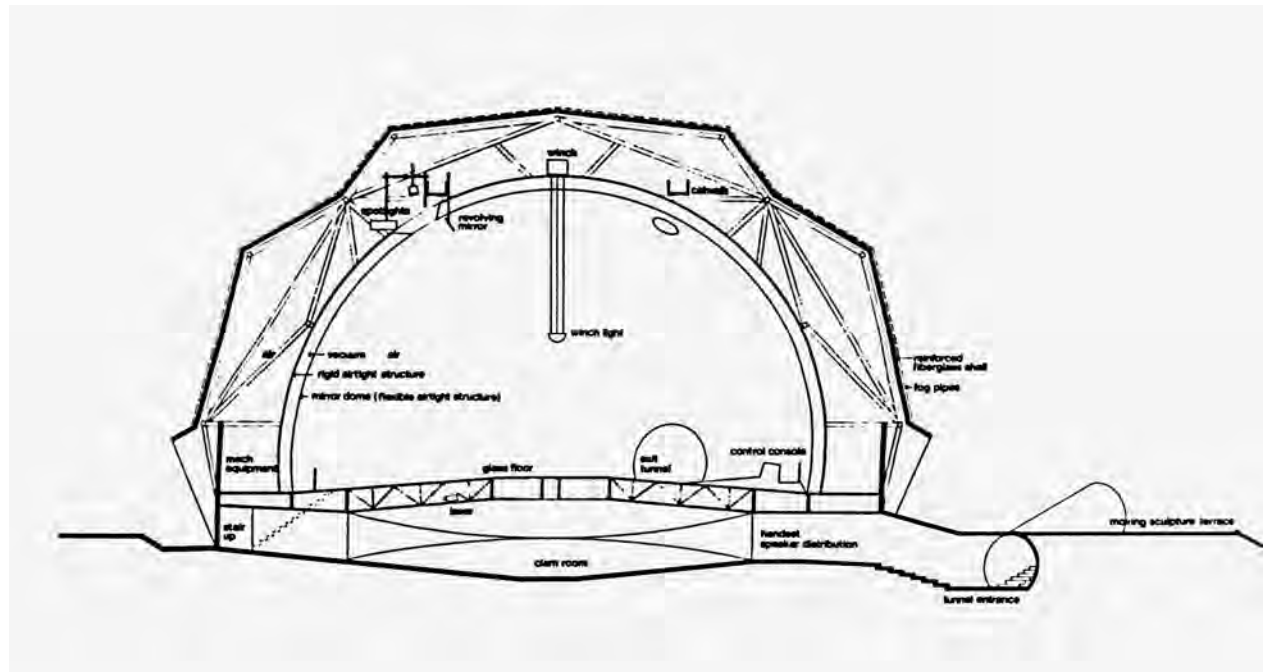 winch
catwalk
spotlights
revolving
mirror
winch light
air
vacuum
air
rigid airtight structure
mirror dome (flexible airtight structure)
reinforced
fiberglass shell
fog pipes
mech
equipment
glass floor
exit
tunnel
control console
laser
stair
up
handset
speaker distribution
clam room
moving sculpture terrace
tunnel entrance